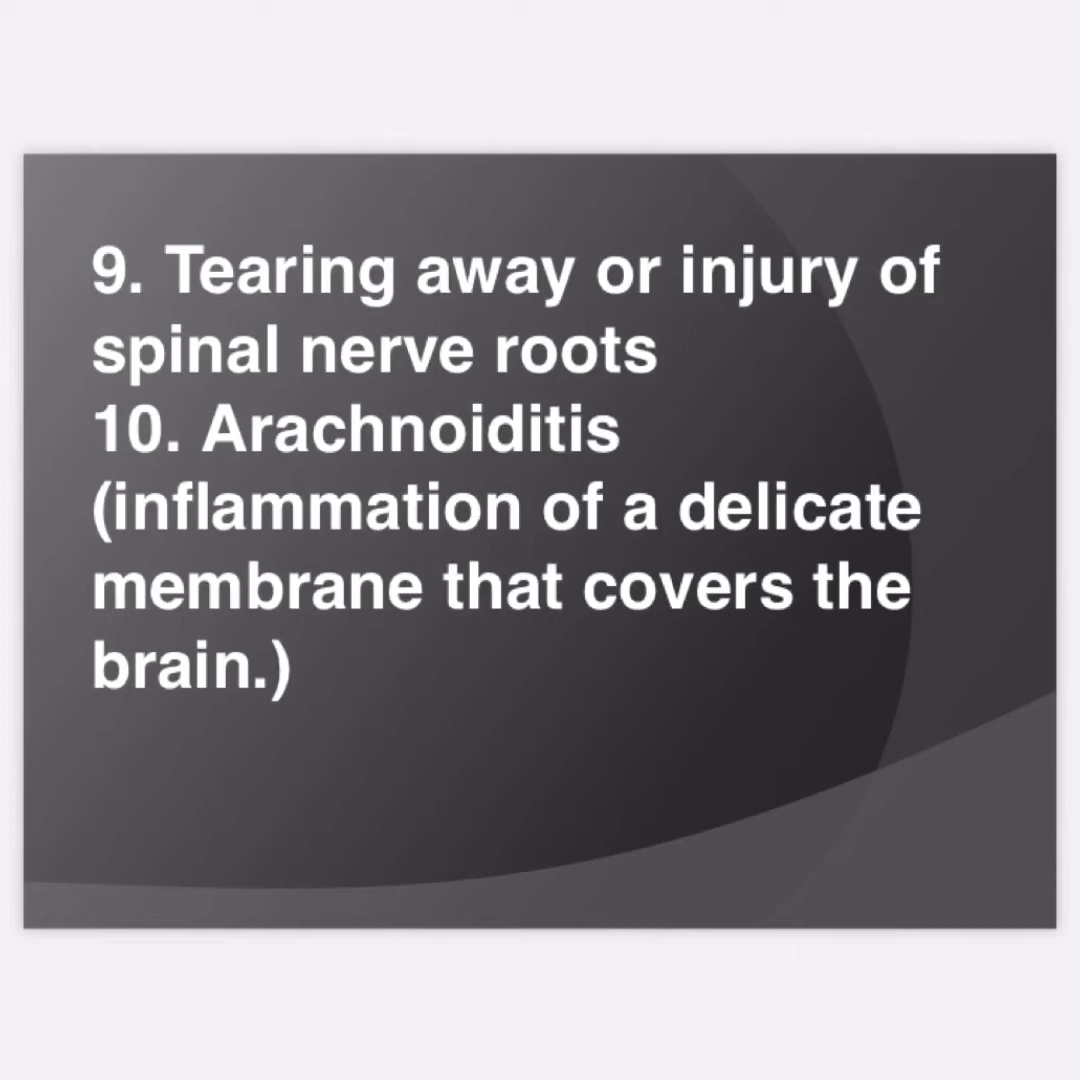 9. Tearing away or injury of
spinal nerve roots
10. Arachnoiditis
(inflammation of a delicate
membrane that covers the
brain.)